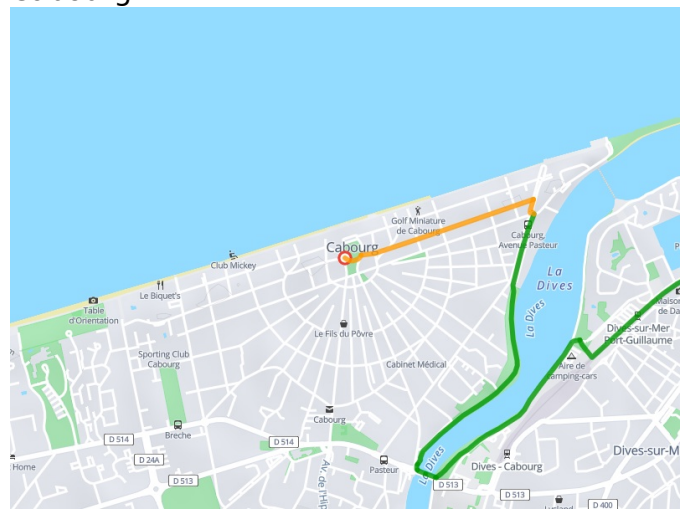 Golf Miniature
de Cabourg
Cabourg
Cabourg,
Avenue Pasteur
Club Mickey
La
Dives
Le Biquet's
Table
d'Orientation
La Dives
Maison
de Da
Dives-sur-Mer
Port-Guillaume
Le Fils du Pôvre
Sporting Club
Cabourg
Cabinet Médical
Aire de
camping-cars
Cabourg
Breche
D 514
D 514
Dives-sur-M
D 24A
Home
Pasteur
La Dives
Dives - Cabourg
D 513
D 513
Av. de l'Hip
D 513
D 400